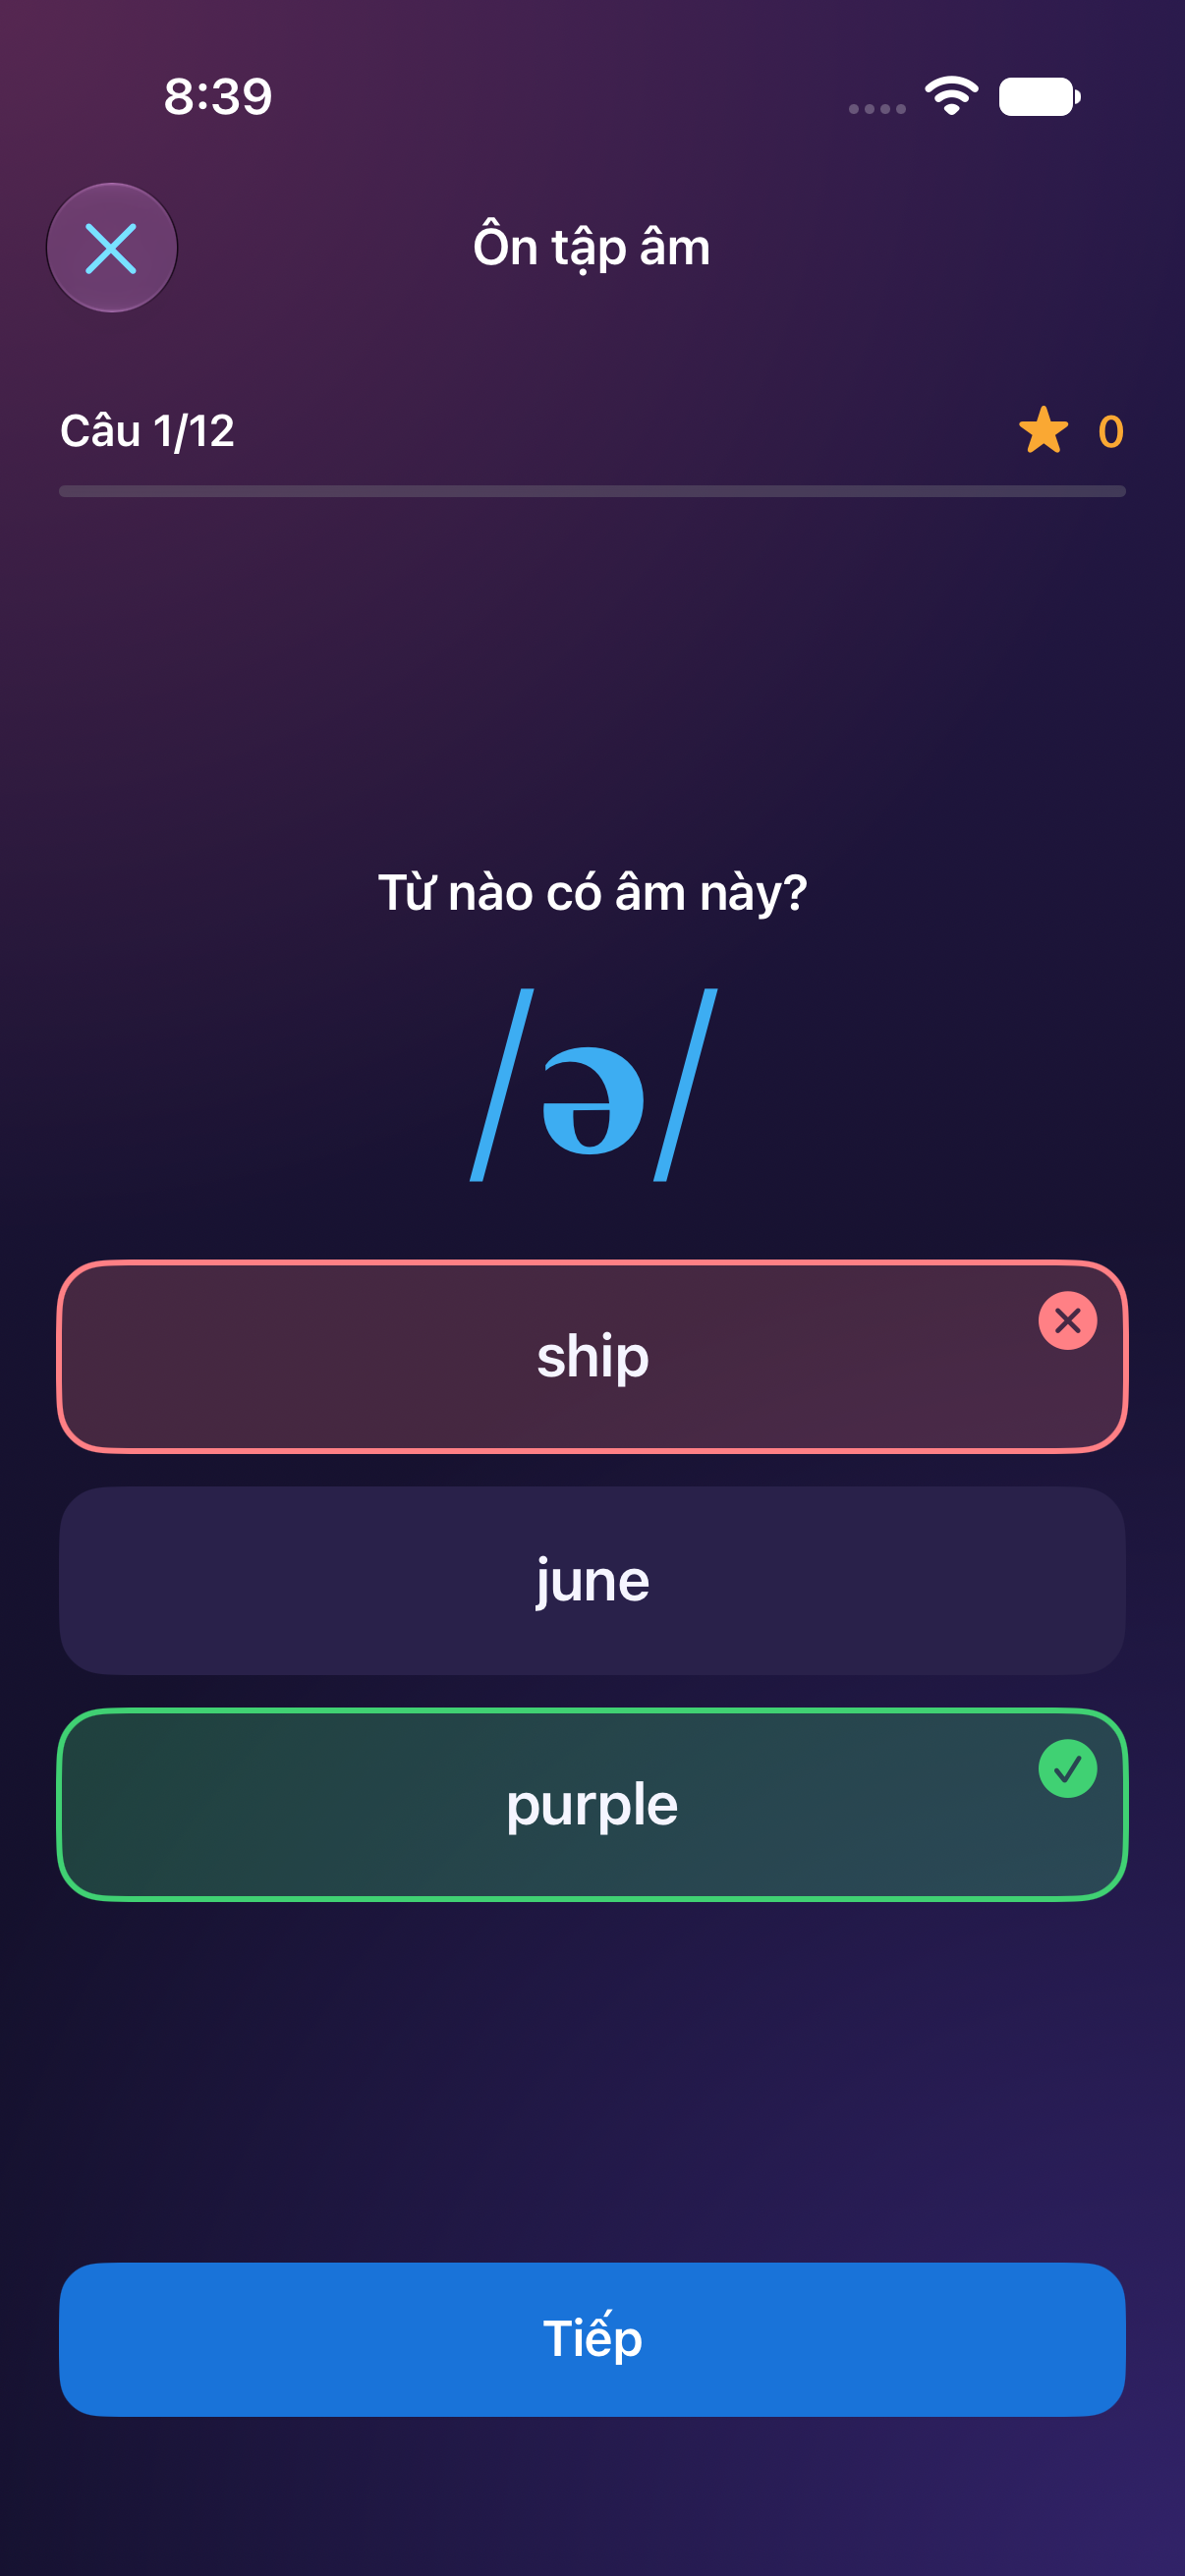 8:39
Ôn tập âm
Câu 1/12
0
Từ nào có âm này?
/ə/
ship
june
purple
Tiếp